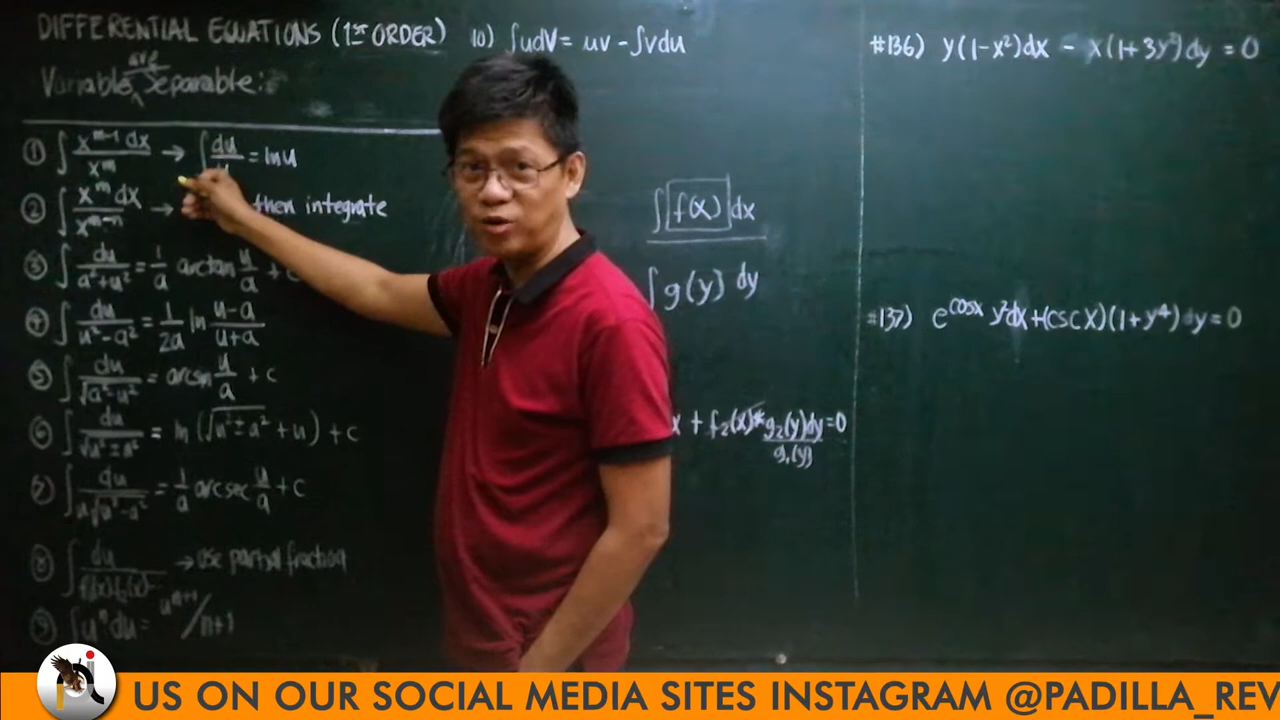 DIFFERENTIAL EQUATIONS (1ST ORDER)
Variable, Separable:
① ∫ x^(m-1) dx / x^m → ∫ du / u = ln u
② ∫ x^m dx / x^(m-n) → then integrate
③ ∫ du / (a² + u²) = 1/a arctan u/a + c
④ ∫ du / (u² - a²) = 1/2a ln (u-a)/(u+a)
⑤ ∫ du / √(a² - u²) = arcsin u/a + c
⑥ ∫ du / √(u² ± a²) = ln (√(u² ± a²) + u) + c
⑦ ∫ du / (u√(u² - a²)) = 1/a arcsec u/a + c
⑧ ∫ du / → use partial fraction
⑨ ∫ uⁿ du = u^(n+1) / n+1
10) ∫udV = uv - ∫vdu
∫ f(x) dx
∫ g(y) dy
x + f₂(x) * g₂(y)dy / g₁(y) = 0
#136) y(1-x²)dx - x(1+3y²)dy = 0
#137) e^(cosx) y²dx + (csc x)(1+y⁴)dy = 0
US ON OUR SOCIAL MEDIA SITES INSTAGRAM @PADILLA_REV